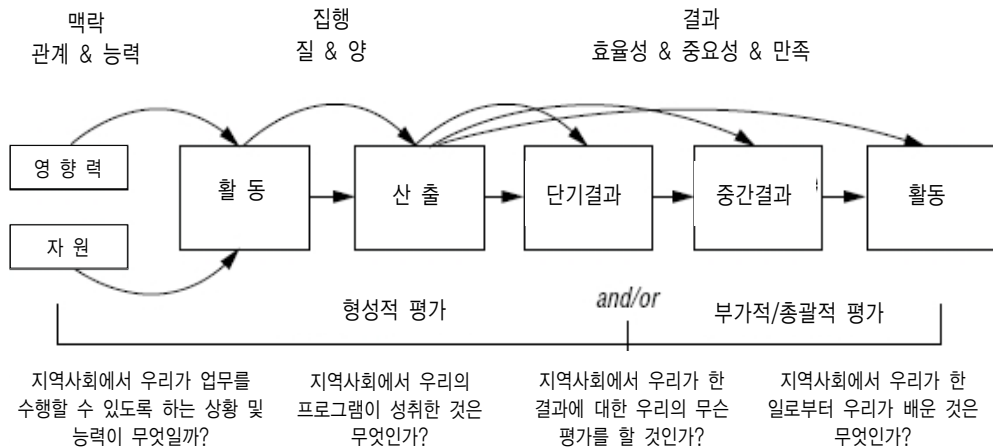 맥락
관계 & 능력
집행
질 & 양
결과
효율성 & 중요성 & 만족
영향력
자원
활동
산출
단기결과
중간결과
활동
형성적 평가
and/or
부가적/총괄적 평가
지역사회에서 우리가 업무를
수행할 수 있도록 하는 상황 및
능력이 무엇일까?
지역사회에서 우리의
프로그램이 성취한 것은
무엇인가?
지역사회에서 우리가 한
결과에 대한 우리의 무슨
평가를 할 것인가?
지역사회에서 우리가 한
일로부터 우리가 배운 것은
무엇인가?